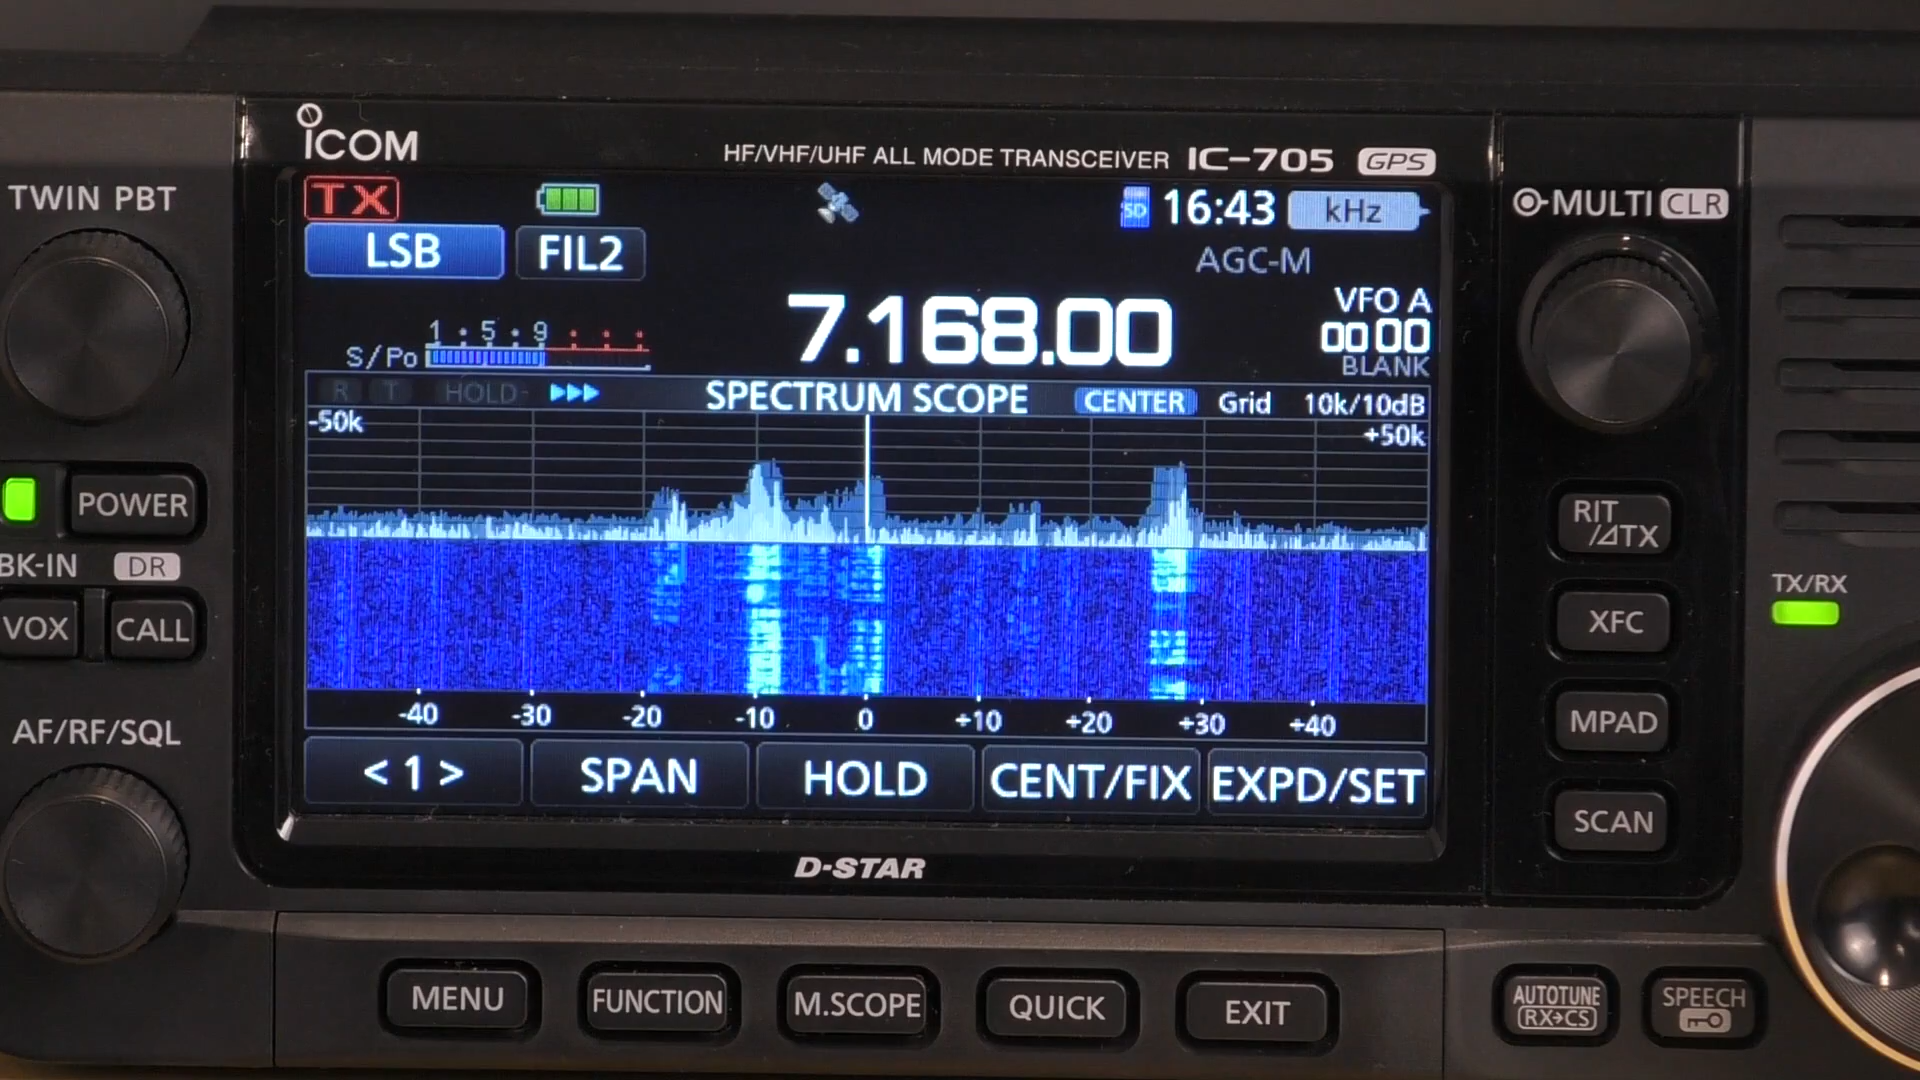 ICOM
HF/VHF/UHF ALL MODE TRANSCEIVER IC-705 GPS
TWIN PBT
TX
SD 16:43 kHz
MULTI CLR
LSB FIL2
AGC-M
7.168.00
VFO A
00 00
BLANK
1 5 9
S/Po
R T HOLD
SPECTRUM SCOPE CENTER Grid 10k/10dB
-50k +50k
POWER
RIT
/⊿TX
BK-IN DR
TX/RX
VOX CALL
XFC
-40 -30 -20 -10 0 +10 +20 +30 +40
MPAD
AF/RF/SQL
< 1 > SPAN HOLD CENT/FIX EXPD/SET
SCAN
D-STAR
MENU FUNCTION M.SCOPE QUICK EXIT
AUTOTUNE
RX→CS
SPEECH